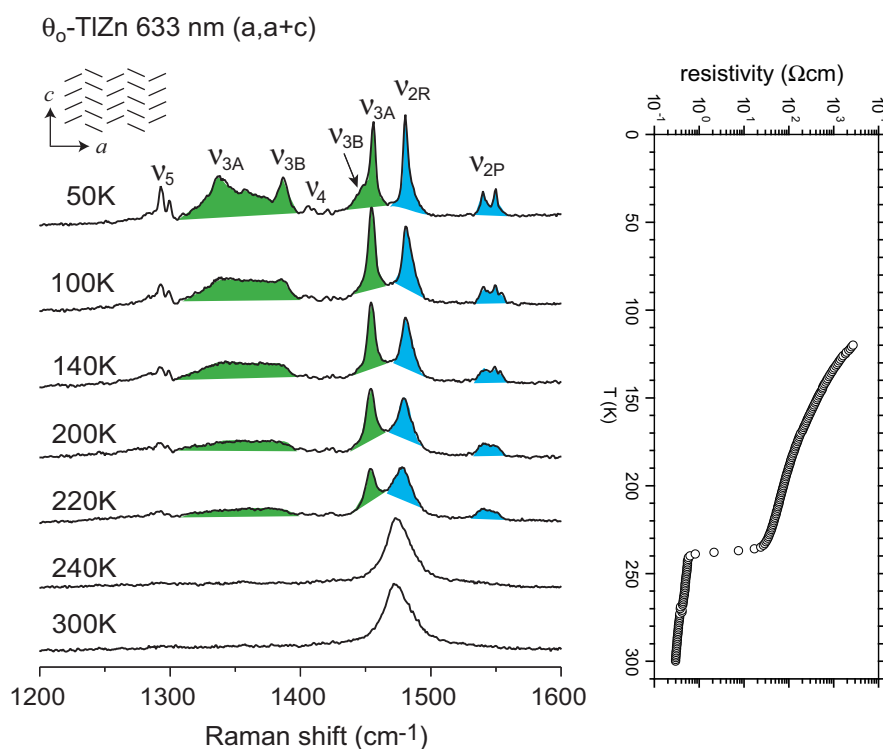 θo-TlZn 633 nm (a,a+c)
c
a
ν5
ν3A
ν3B
ν4
ν3B
ν3A
ν2R
ν2P
50K
100K
140K
200K
220K
240K
300K
1200 1300 1400 1500 1600
Raman shift (cm-1)
resistivity (Ωcm)
10-1 100 101 102 103 104
0
50
100
150
200
250
300
T (K)